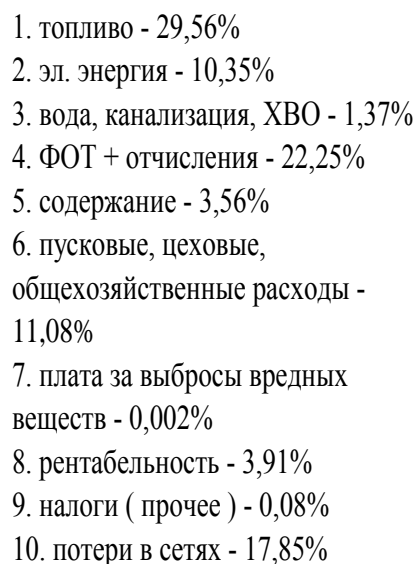 1. топливо - 29,56%
2. эл. энергия - 10,35%
3. вода, канализация, ХВО - 1,37%
4. ФОТ + отчисления - 22,25%
5. содержание - 3,56%
6. пусковые, цеховые,
общехозяйственные расходы -
11,08%
7. плата за выбросы вредных
веществ - 0,002%
8. рентабельность - 3,91%
9. налоги ( прочее ) - 0,08%
10. потери в сетях - 17,85%